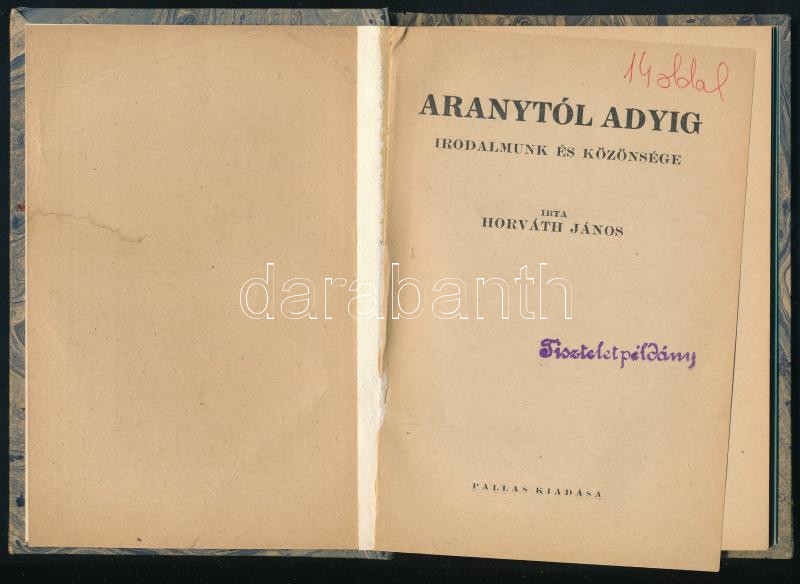 14 oldal
ARANYTÓL ADYIG
IRODALMUNK ÉS KÖZÖNSÉGE
IRTA
HORVÁTH JÁNOS
darabanth
Tiszteletpéldány
PALLAS KIADÁSA